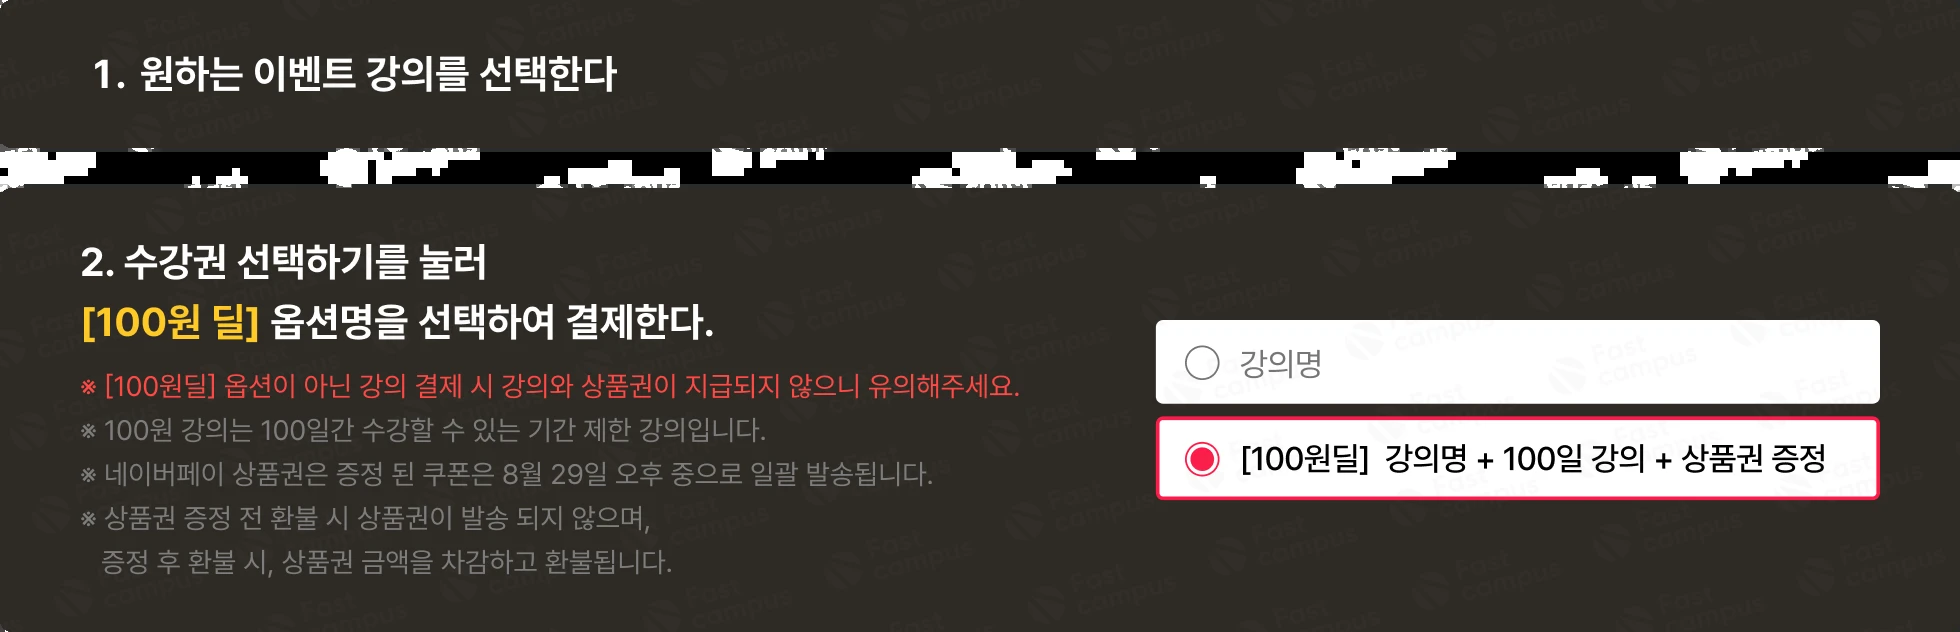 1. 원하는 이벤트 강의를 선택한다
2. 수강권 선택하기를 눌러
[100원 딜] 옵션명을 선택하여 결제한다.
※ [100원딜] 옵션이 아닌 강의 결제 시 강의와 상품권이 지급되지 않으니 유의해주세요.
※ 100원 강의는 100일간 수강할 수 있는 기간 제한 강의입니다.
※ 네이버페이 상품권은 증정 된 쿠폰은 8월 29일 오후 중으로 일괄 발송됩니다.
※ 상품권 증정 전 환불 시 상품권이 발송 되지 않으며,
증정 후 환불 시, 상품권 금액을 차감하고 환불됩니다.
강의명
[100원딜] 강의명 + 100일 강의 + 상품권 증정
Fast campus